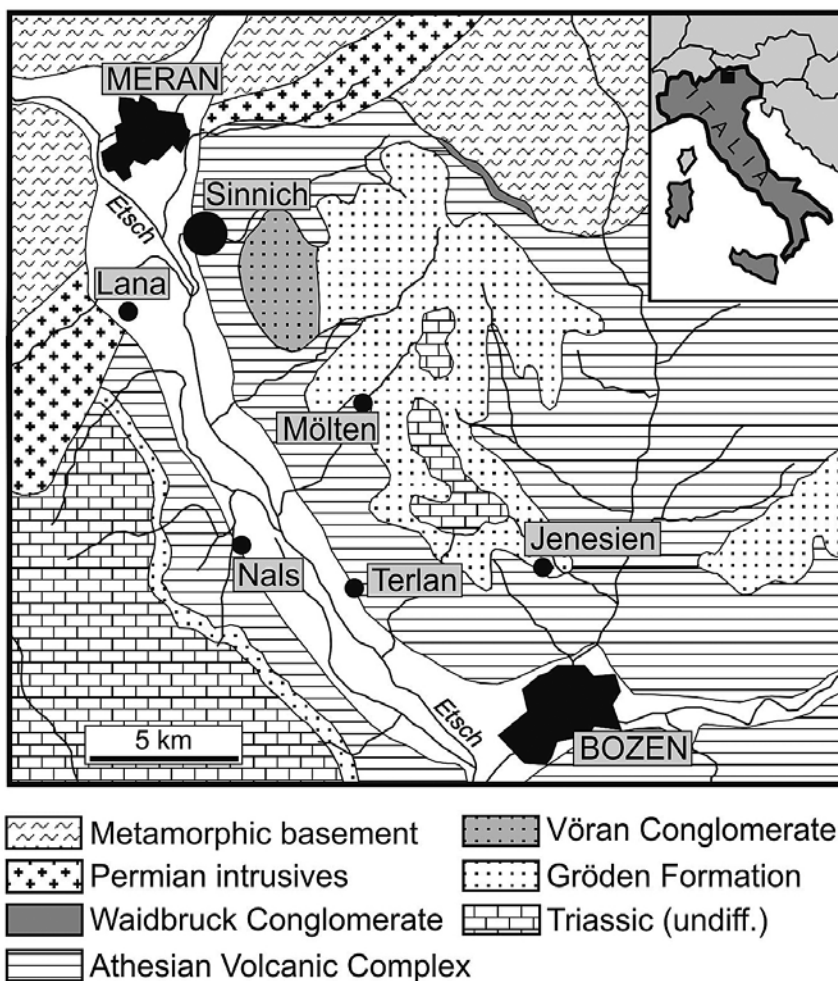 MERAN
ITALIA
Sinnich
Etsch
Lana
Mölten
Jenesien
Nals
Terlan
Etsch
5 km
BOZEN
Metamorphic basement
Vöran Conglomerate
Permian intrusives
Gröden Formation
Waidbruck Conglomerate
Triassic (undiff.)
Athesian Volcanic Complex